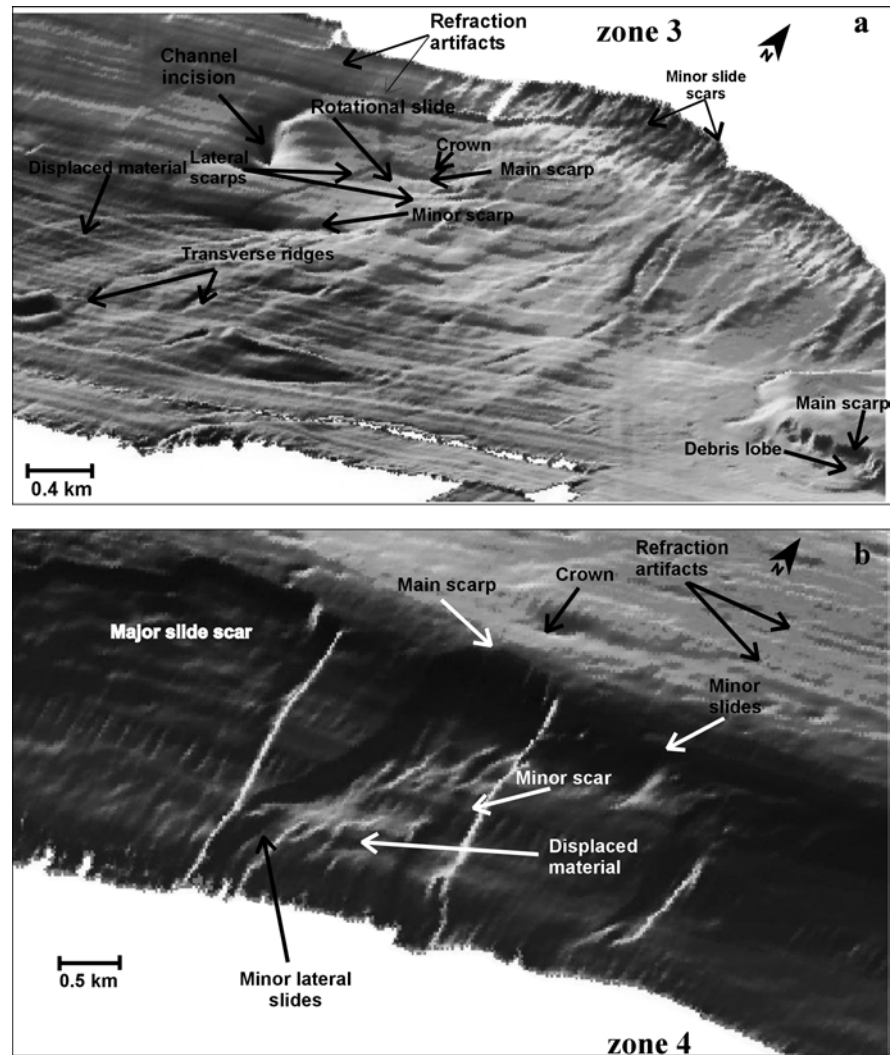 Refraction
artifacts
zone 3
a
N
Channel
incision
Minor slide
scars
Rotational slide
Crown
Displaced material
Lateral
scarps
Main scarp
Minor scarp
Transverse ridges
Main scarp
Debris lobe
0.4 km
Refraction
artifacts
b
N
Main scarp
Crown
Major slide scar
Minor
slides
Minor scar
Displaced
material
0.5 km
Minor lateral
slides
zone 4